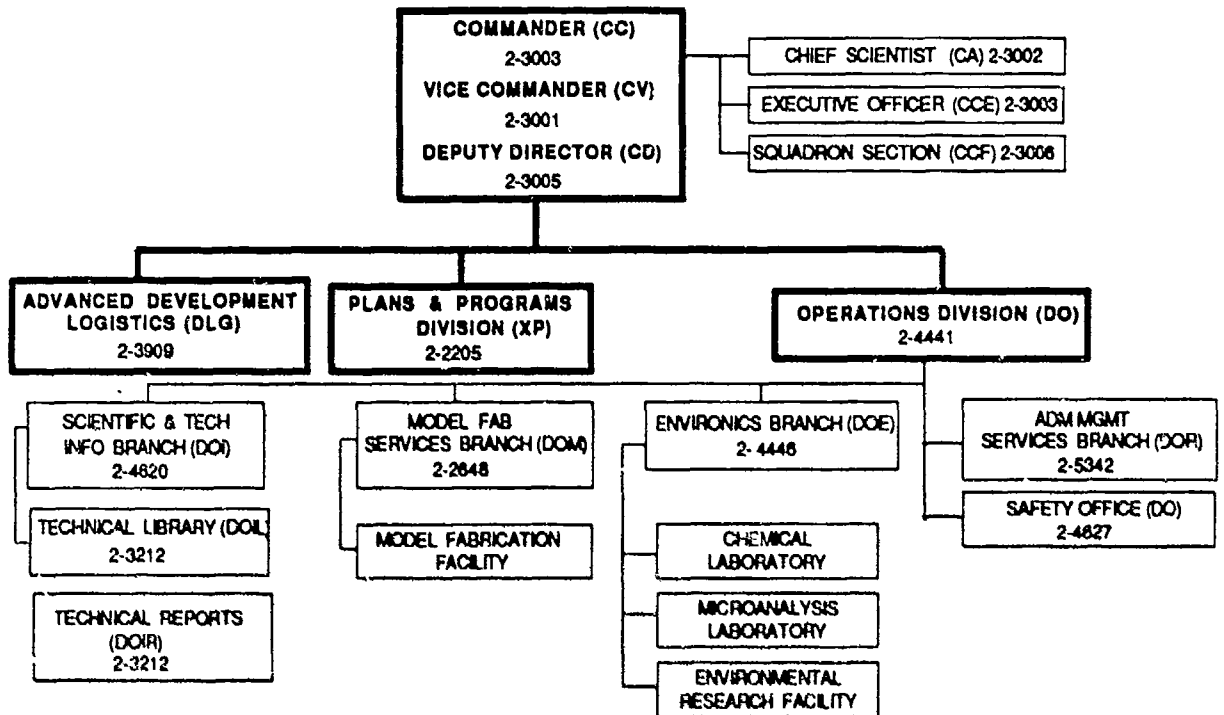 COMMANDER (CC)
2-3003
VICE COMMANDER (CV)
2-3001
DEPUTY DIRECTOR (CD)
2-3005
CHIEF SCIENTIST (CA) 2-3002
EXECUTIVE OFFICER (CCE) 2-3003
SQUADRON SECTION (CCF) 2-3006
ADVANCED DEVELOPMENT
LOGISTICS (DLG)
2-3909
PLANS & PROGRAMS
DIVISION (XP)
2-2205
OPERATIONS DIVISION (DO)
2-4441
SCIENTIFIC & TECH
INFO BRANCH (DOI)
2-4620
TECHNICAL LIBRARY (DOIL)
2-3212
TECHNICAL REPORTS
(DOIR)
2-3212
MODEL FAB
SERVICES BRANCH (DOM)
2-2648
MODEL FABRICATION
FACILITY
ENVIRONICS BRANCH (DOE)
2-4446
CHEMICAL
LABORATORY
MICROANALYSIS
LABORATORY
ENVIRONMENTAL
RESEARCH FACILITY
ADM MGMT
SERVICES BRANCH (DOR)
2-5342
SAFETY OFFICE (DO)
2-4627